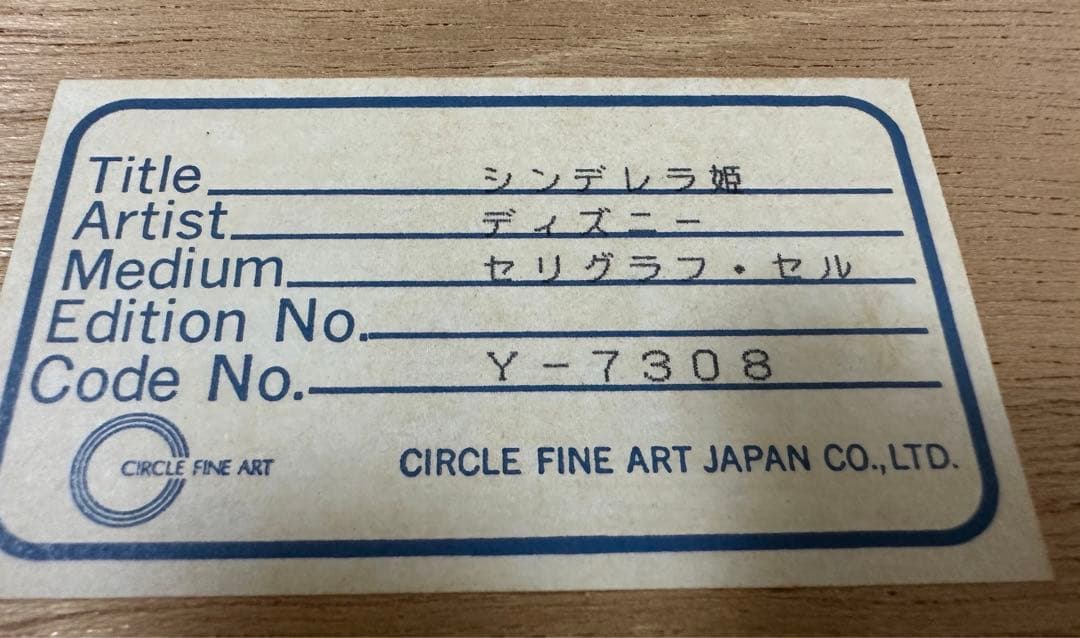 Title シンデレラ姫
Artist ディズニー
Medium セリグラフ・セル
Edition No.
Code No. Y-7308
CIRCLE FINE ART CIRCLE FINE ART JAPAN CO.,LTD.